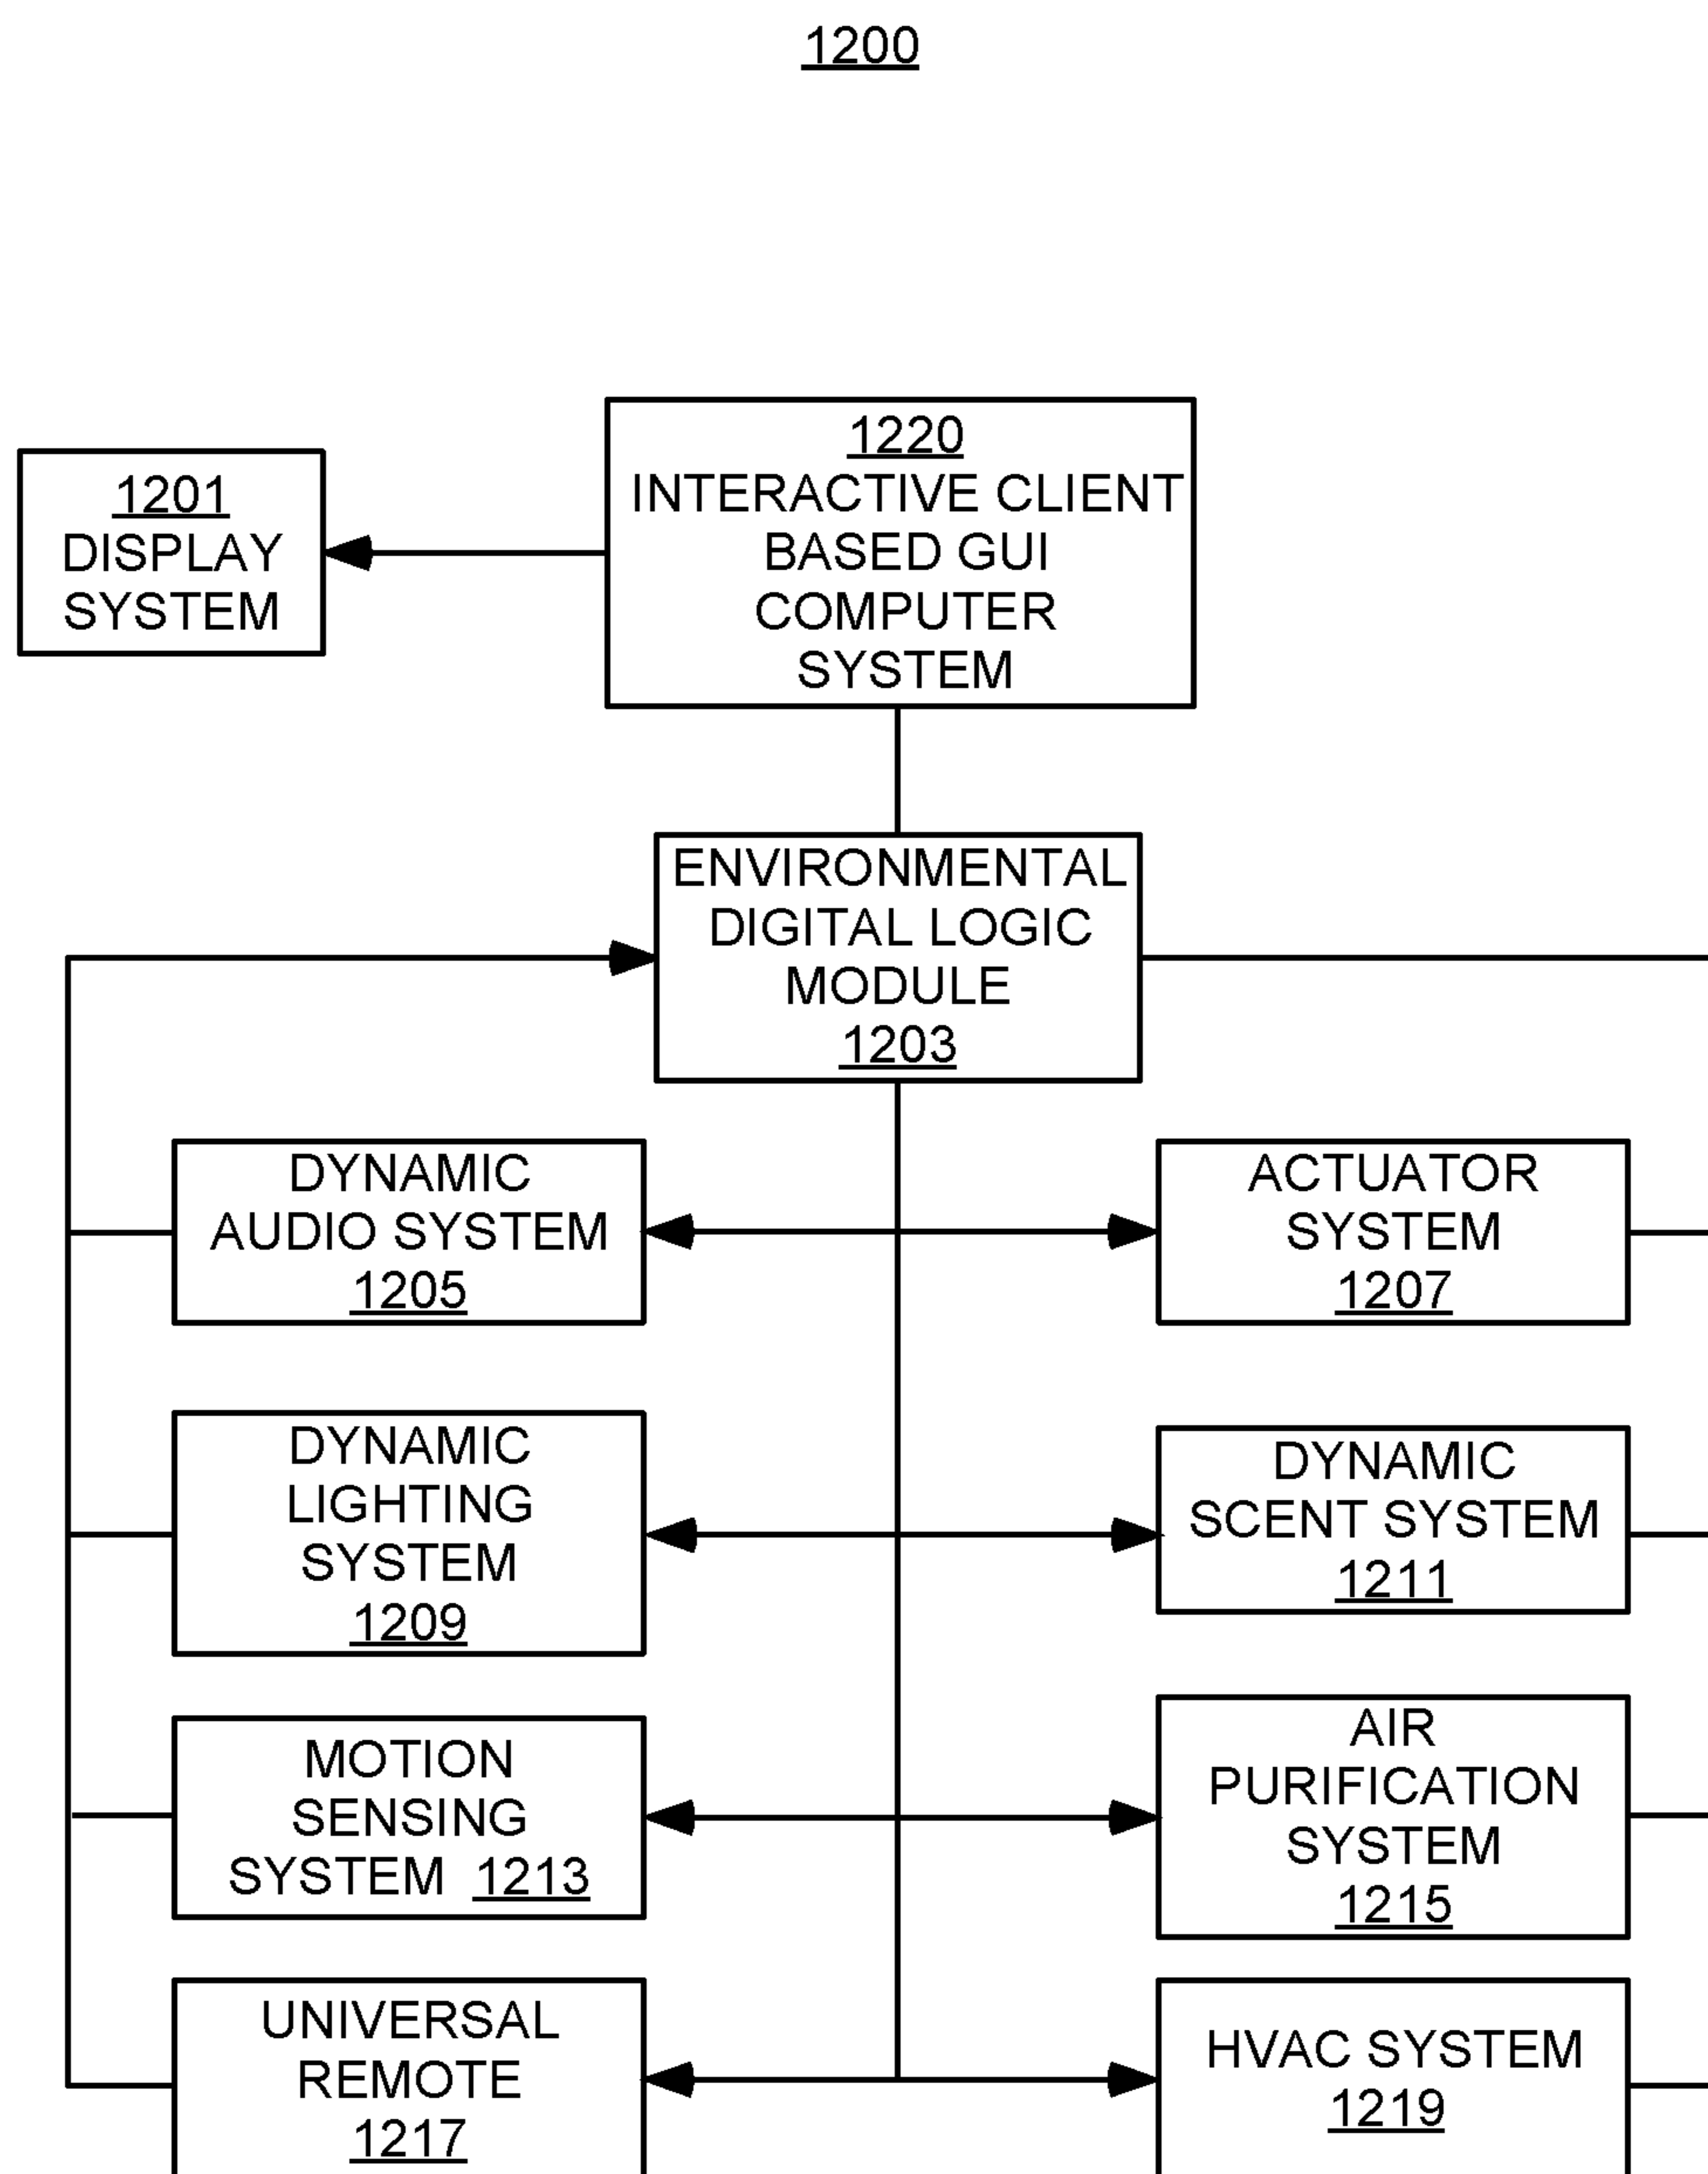 1200
1220
INTERACTIVE CLIENT
BASED GUI
COMPUTER
SYSTEM
1201
DISPLAY
SYSTEM
ENVIRONMENTAL
DIGITAL LOGIC
MODULE
1203
DYNAMIC
AUDIO SYSTEM
1205
ACTUATOR
SYSTEM
1207
DYNAMIC
LIGHTING
SYSTEM
1209
DYNAMIC
SCENT SYSTEM
1211
MOTION
SENSING
SYSTEM 1213
AIR
PURIFICATION
SYSTEM
1215
UNIVERSAL
REMOTE
1217
HVAC SYSTEM
1219